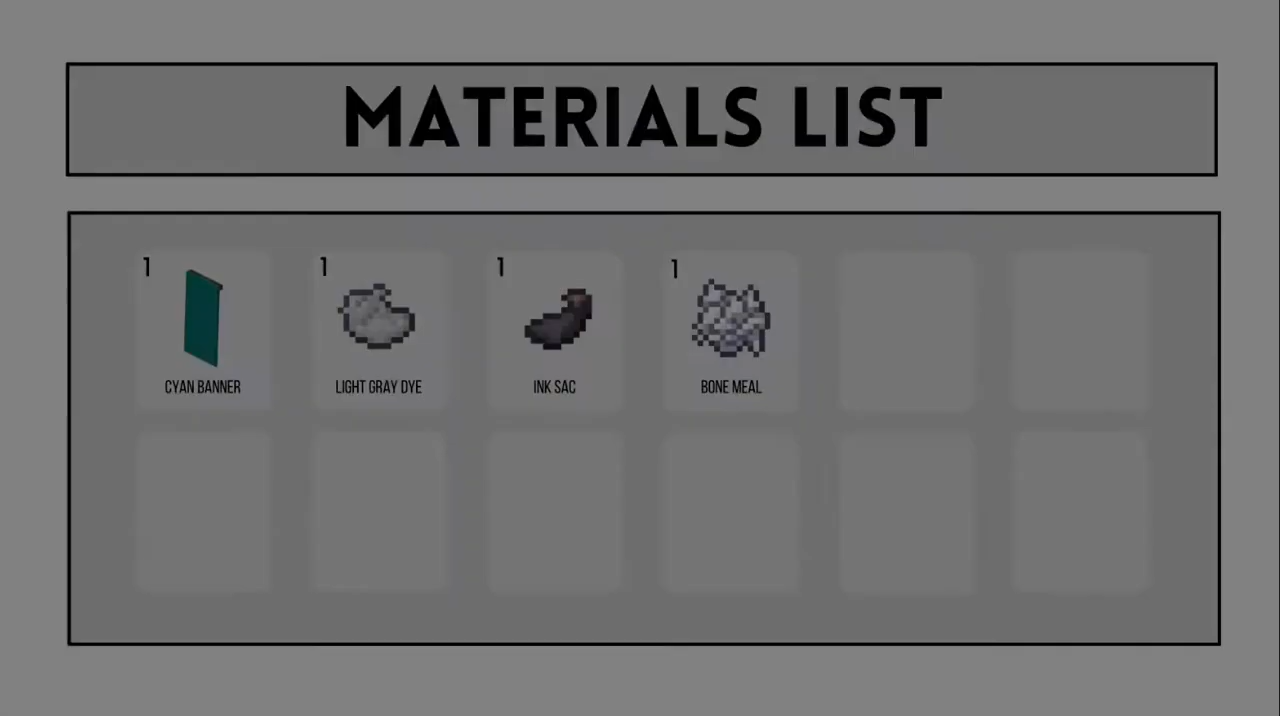 MATERIALS LIST
1 1 1 1
CYAN BANNER LIGHT GRAY DYE INK SAC BONE MEAL